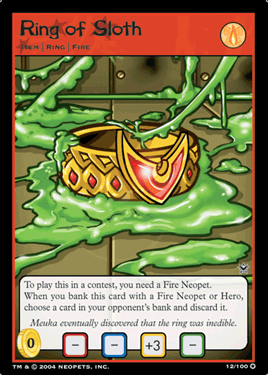 Ring of Sloth
Item | Ring | Fire
To play this in a contest, you need a Fire Neopet.
When you bank this card with a Fire Neopet or Hero,
choose a card in your opponent's bank and discard it.
Meuka eventually discovered that the ring was inedible.
0 - - +3 -
TM & © 2004 NEOPETS, INC. 12/100